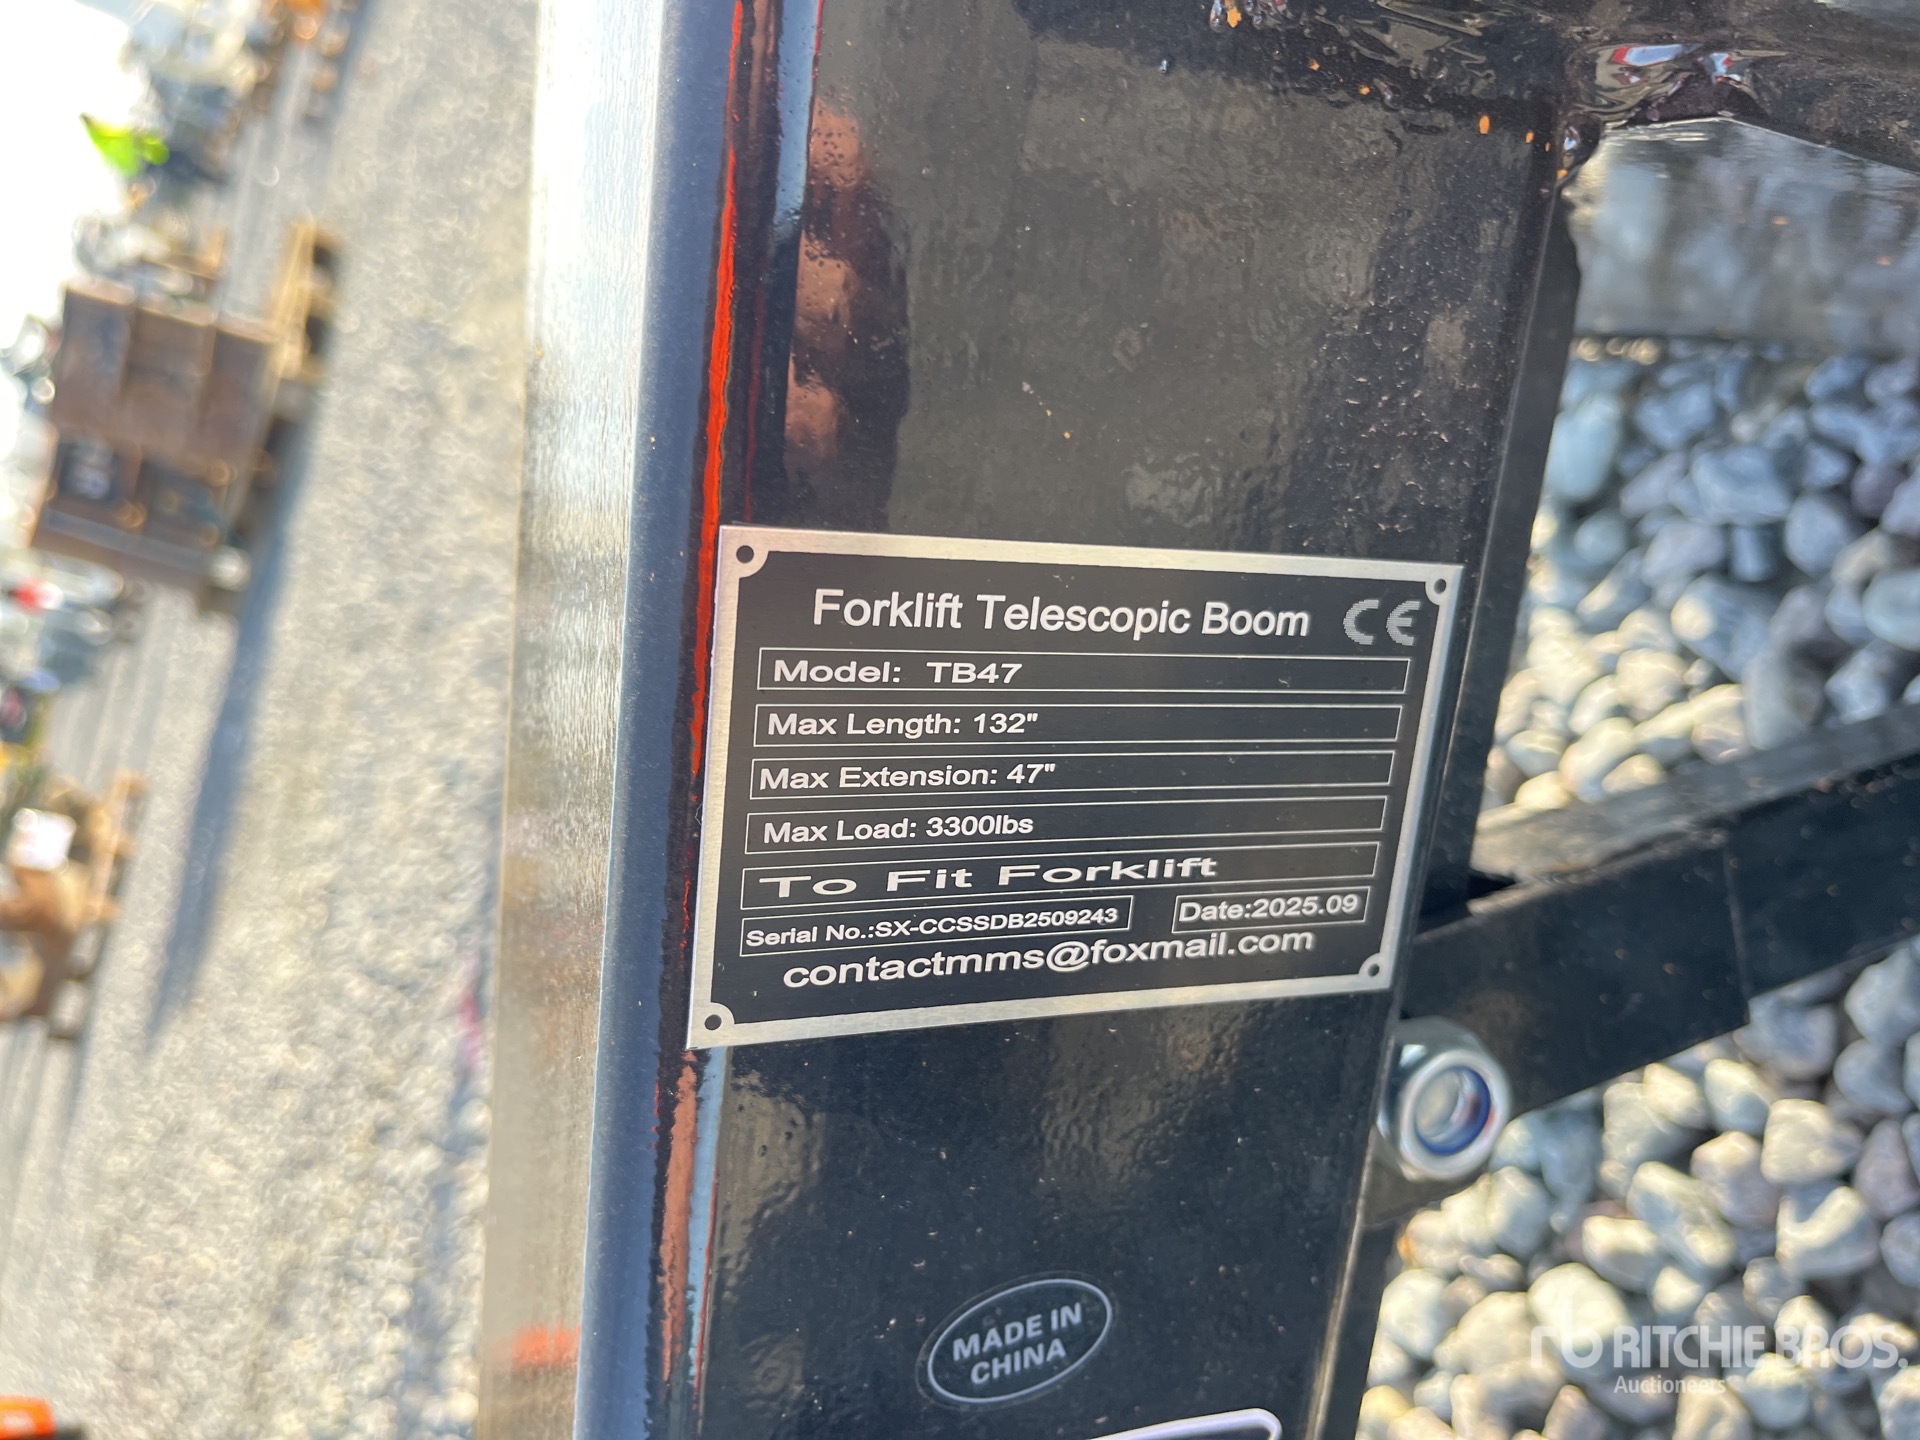 Forklift Telescopic Boom CE
Model: TB47
Max Length: 132"
Max Extension: 47"
Max Load: 3300lbs
To Fit Forklift
Serial No.:SX-CCSSDB2509243 Date:2025.09
contactmms@foxmail.com
MADE IN
CHINA
rb RITCHIE BROS.
Auctioneers